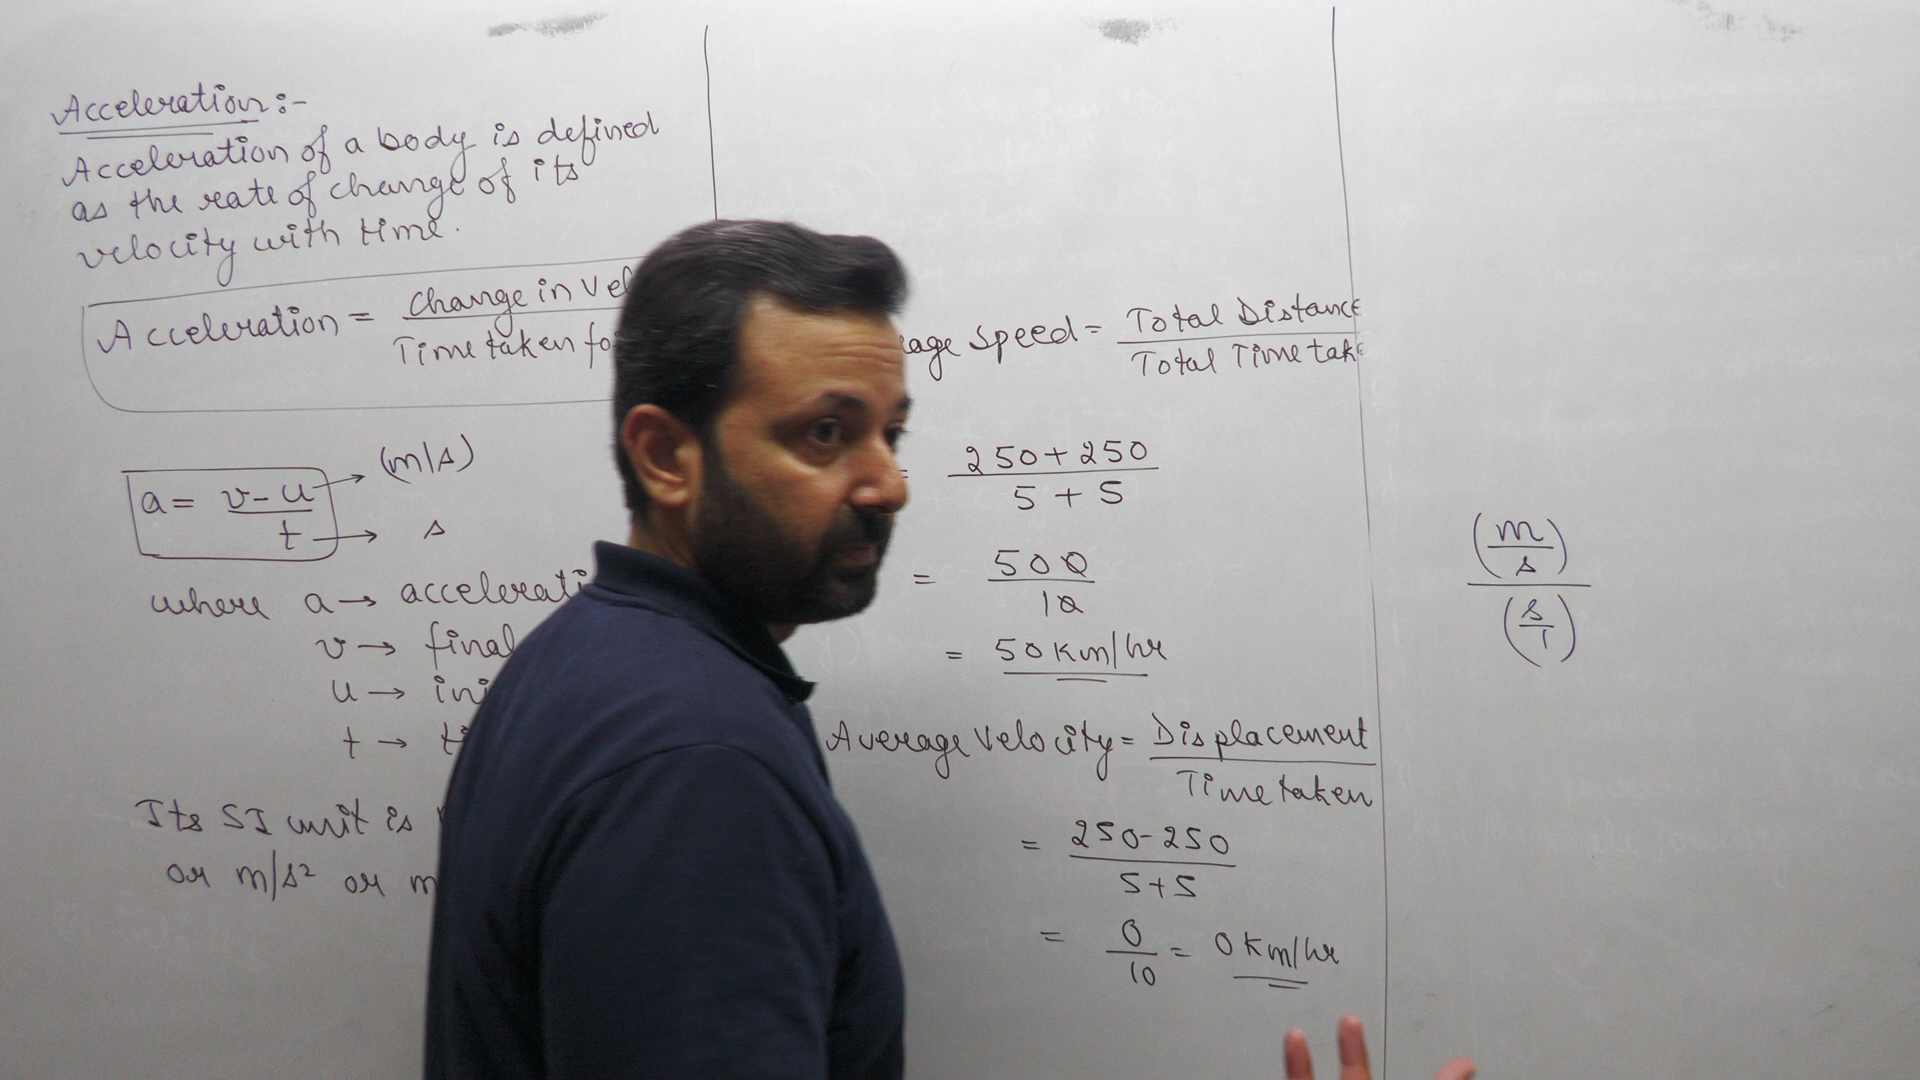 Acceleration:-
Acceleration of a body is defined
as the rate of change of its
velocity with time.
Acceleration = Change in Vel
Time taken fo
a = v-u → (m/s)
t → s
where a → accelerati
v → final
u → ini
t → ti
Its SI unit is
or m/s² or m
age Speed = Total Distance
Total Time take
= 250 + 250
5 + 5
= 500
10
= 50 km/hr
Average Velocity = Displacement
Time taken
= 250 - 250
5 + 5
= 0
10 = 0 km/hr
(m/s)
(s/1)